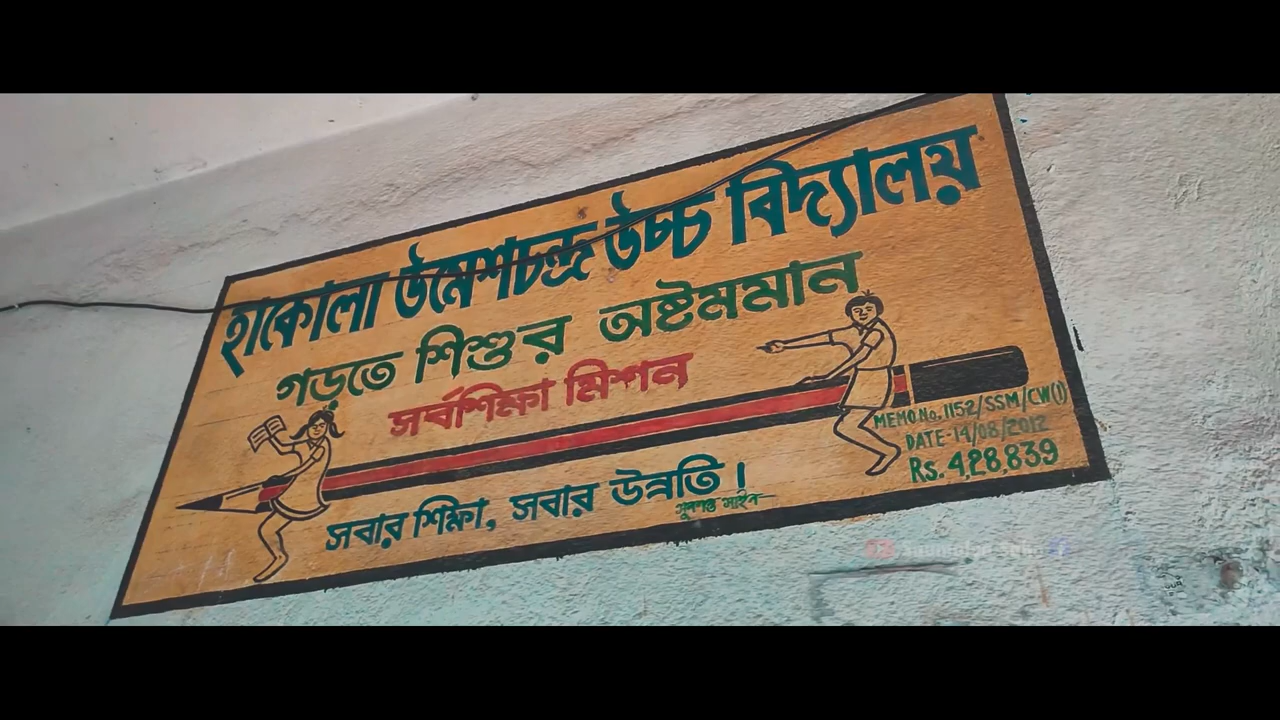 হাকোলা উমেশচন্দ্র উচ্চ বিদ্যালয়
গড়তে শিশুর অষ্টমমান
সর্বশিক্ষা মিশন
MEMO.No. 1152/SSM/CW(1)
DATE-14/08/2012
Rs. 4,28,839
সবার শিক্ষা, সবার উন্নতি।